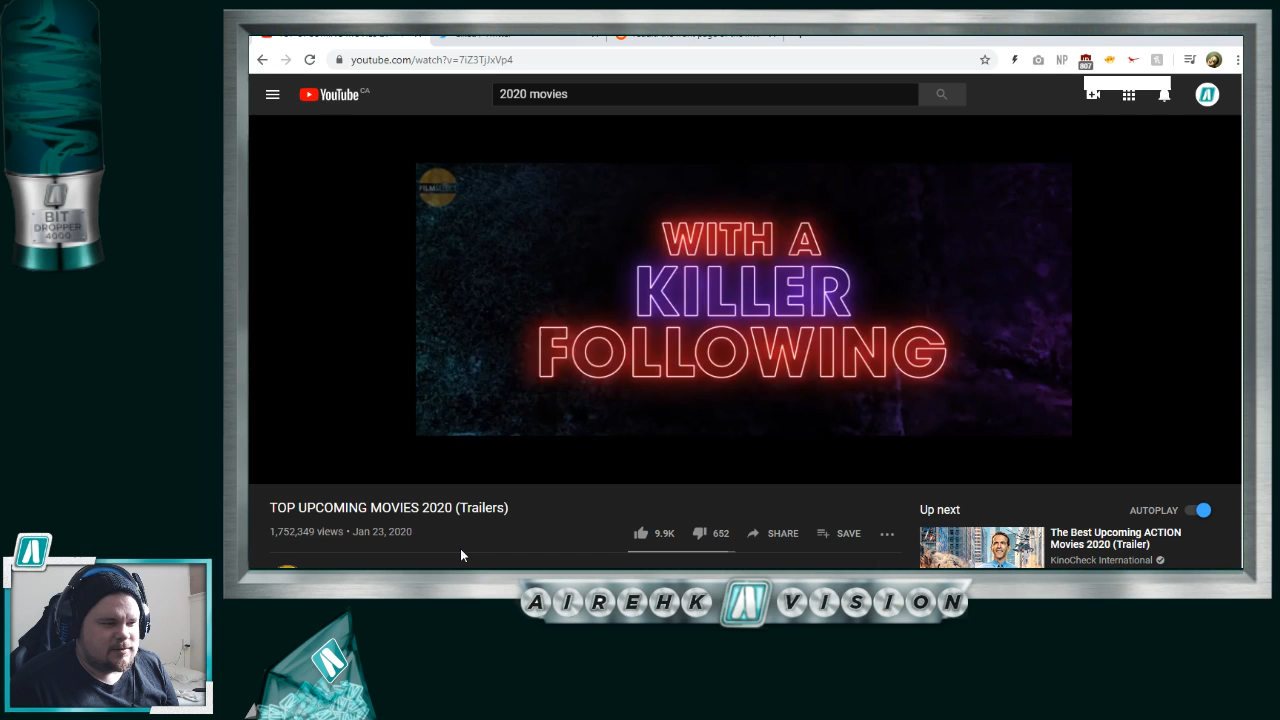 youtube.com/watch?v=7iZ3TjJxVp4
NP
807
YouTube CA
2020 movies
WITH A
KILLER
FOLLOWING
TOP UPCOMING MOVIES 2020 (Trailers)
1,752,349 views • Jan 23, 2020
9.9K
652
SHARE
SAVE
Up next
AUTOPLAY
The Best Upcoming ACTION
Movies 2020 (Trailer)
KinoCheck International
BIT
DROPPER
4000
AIREHK VISION